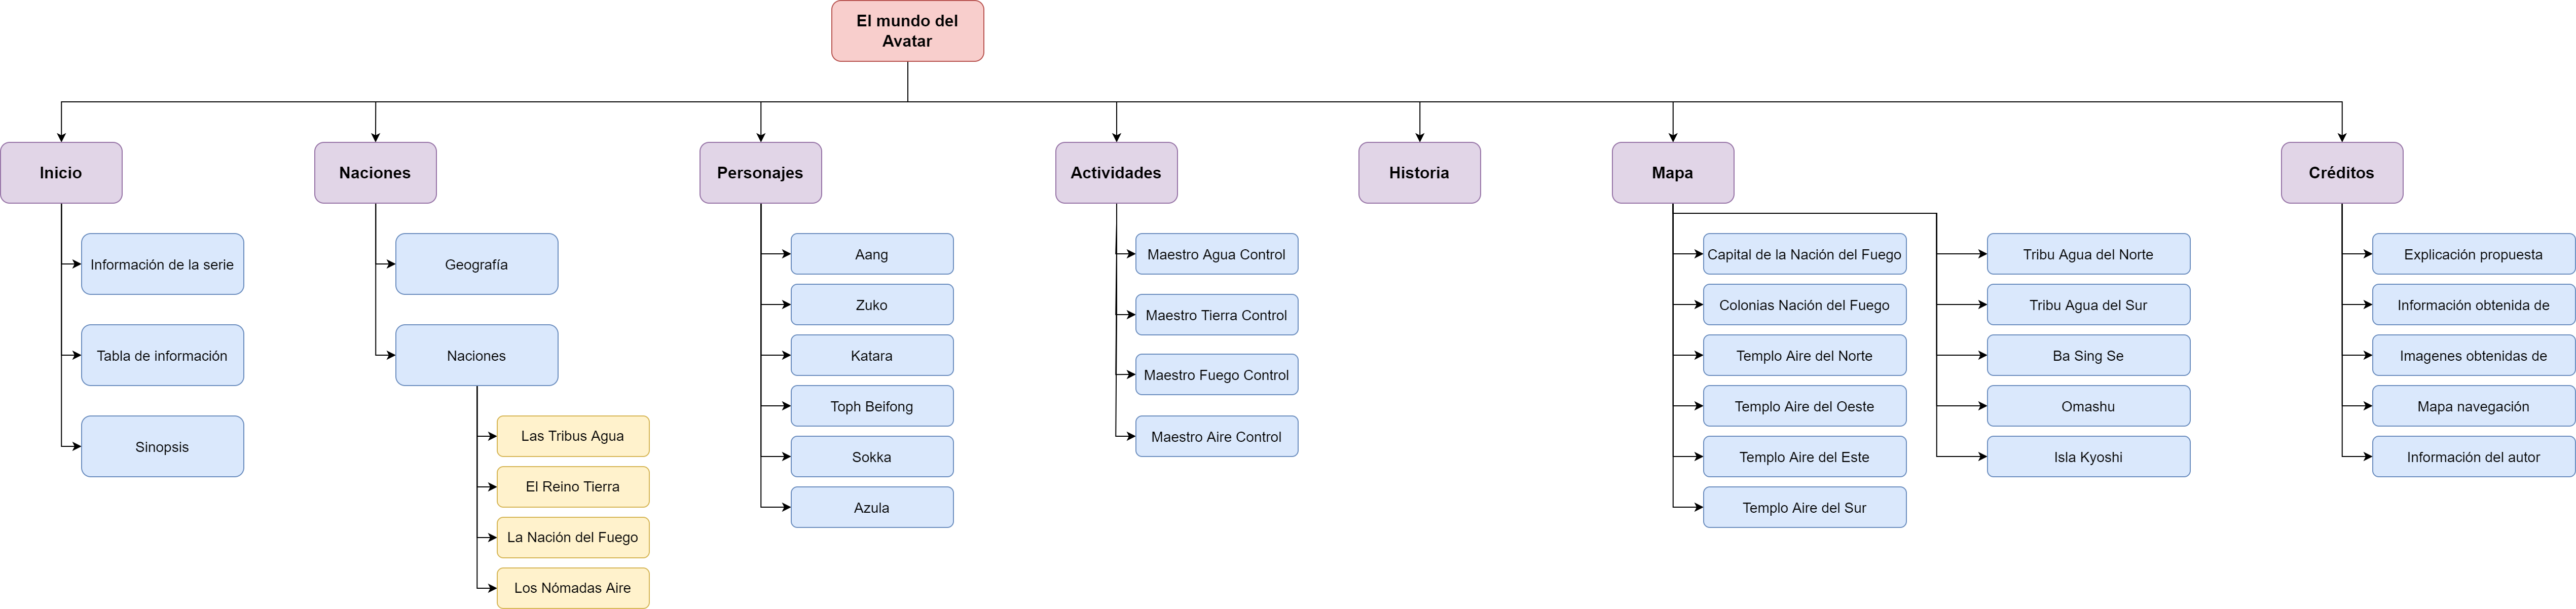 El mundo del
Avatar
Inicio
Naciones
Personajes
Actividades
Historia
Mapa
Créditos
Información de la serie
Tabla de información
Sinopsis
Geografía
Naciones
Las Tribus Agua
El Reino Tierra
La Nación del Fuego
Los Nómadas Aire
Aang
Zuko
Katara
Toph Beifong
Sokka
Azula
Maestro Agua Control
Maestro Tierra Control
Maestro Fuego Control
Maestro Aire Control
Capital de la Nación del Fuego
Colonias Nación del Fuego
Templo Aire del Norte
Templo Aire del Oeste
Templo Aire del Este
Templo Aire del Sur
Tribu Agua del Norte
Tribu Agua del Sur
Ba Sing Se
Omashu
Isla Kyoshi
Explicación propuesta
Información obtenida de
Imagenes obtenidas de
Mapa navegación
Información del autor